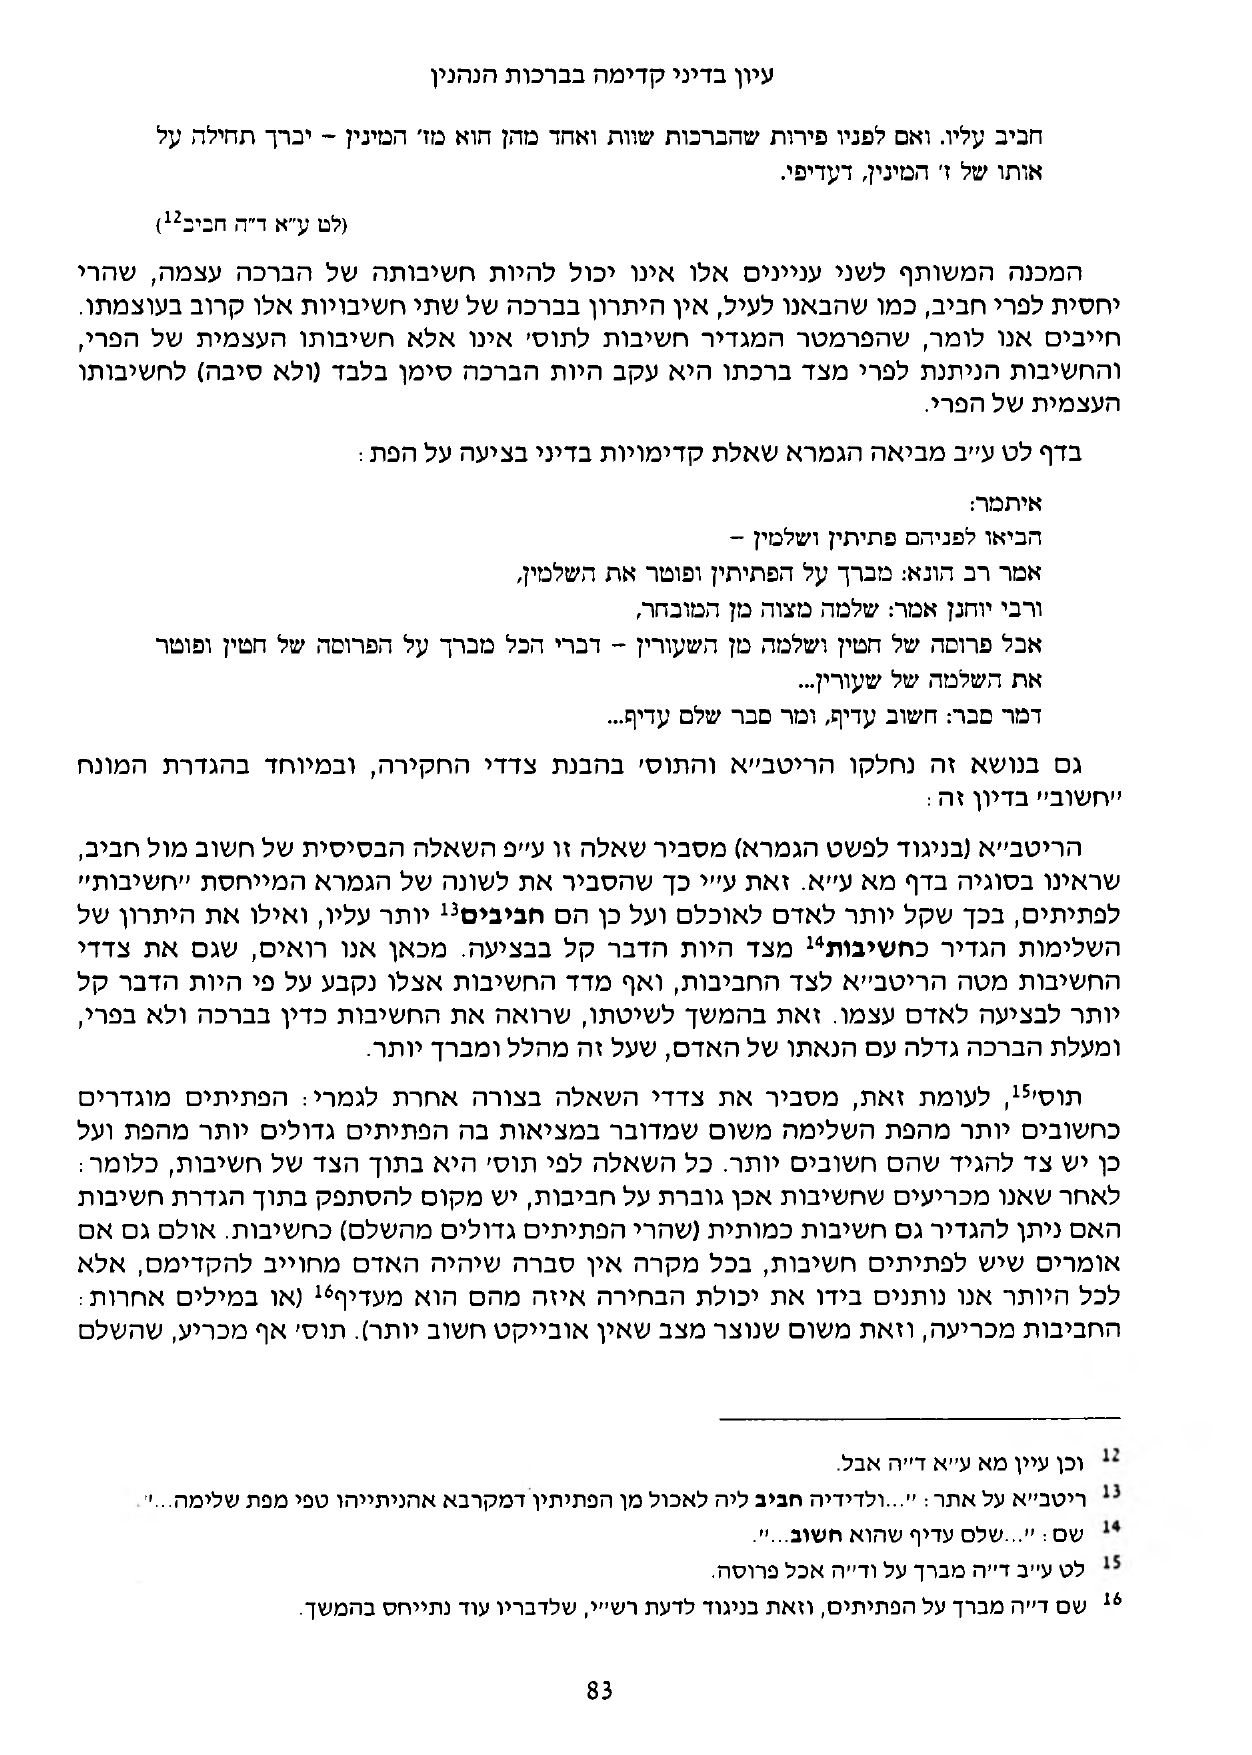 עיון בדיני קדימה בברכות הנהנין
חביב עליו. ואם לפניו פירות שהברכות שוות ואחד מהן הוא מז' המינין – יברך תחילה על
אותו של ז' המינין, דעדיפי.
(לט ע"א ד"ה חביב12)
המכנה המשותף לשני עניינים אלו אינו יכול להיות חשיבותה של הברכה עצמה, שהרי
יחסית לפרי חביב, כמו שהבאנו לעיל, אין היתרון בברכה של שתי חשיבויות אלו קרוב בעוצמתו.
חייבים אנו לומר, שהפרמטר המגדיר חשיבות לתוס' אינו אלא חשיבותו העצמית של הפרי,
והחשיבות הניתנת לפרי מצד ברכתו היא עקב היות הברכה סימן בלבד (ולא סיבה) לחשיבותו
העצמית של הפרי.
בדף לט ע"ב מביאה הגמרא שאלת קדימויות בדיני בציעה על הפת :
איתמר:
הביאו לפניהם פתיתין ושלמין –
אמר רב הונא: מברך על הפתיתין ופוטר את השלמין,
ורבי יוחנן אמר: שלמה מצוה מן המובחר,
אבל פרוסה של חטין ושלמה מן השעורין – דברי הכל מברך על הפרוסה של חטין ופוטר
את השלמה של שעורין...
דמר סבר: חשוב עדיף, ומר סבר שלם עדיף...
גם בנושא זה נחלקו הריטב"א והתוס' בהבנת צדדי החקירה, ובמיוחד בהגדרת המונח
"חשוב" בדיון זה :
הריטב"א (בניגוד לפשט הגמרא) מסביר שאלה זו ע"פ השאלה הבסיסית של חשוב מול חביב,
שראינו בסוגיה בדף מא ע"א. זאת ע"י כך שהסביר את לשונה של הגמרא המייחסת "חשיבות"
לפתיתים, בכך שקל יותר לאדם לאוכלם ועל כן הם חביבים13 יותר עליו, ואילו את היתרון של
השלימות הגדיר כחשיבות14 מצד היות הדבר קל בבציעה. מכאן אנו רואים, שגם את צדדי
החשיבות מטה הריטב"א לצד החביבות, ואף מדד החשיבות אצלו נקבע על פי היות הדבר קל
יותר לבציעה לאדם עצמו. זאת בהמשך לשיטתו, שרואה את החשיבות כדין בברכה ולא בפרי,
ומעלת הברכה גדלה עם הנאתו של האדם, שעל זה מהלל ומברך יותר.
תוס'15, לעומת זאת, מסביר את צדדי השאלה בצורה אחרת לגמרי : הפתיתים מוגדרים
כחשובים יותר מהפת השלימה משום שמדובר במציאות בה הפתיתים גדולים יותר מהפת ועל
כן יש צד להגיד שהם חשובים יותר. כל השאלה לפי תוס' היא בתוך הצד של חשיבות, כלומר :
לאחר שאנו מכריעים שחשיבות אכן גוברת על חביבות, יש מקום להסתפק בתוך הגדרת חשיבות
האם ניתן להגדיר גם חשיבות כמותית (שהרי הפתיתים גדולים מהשלם) כחשיבות. אולם גם אם
אומרים שיש לפתיתים חשיבות, בכל מקרה אין סברה שיהיה האדם מחוייב להקדימם, אלא
לכל היותר אנו נותנים בידו את יכולת הבחירה איזה מהם הוא מעדיף16 (או במילים אחרות :
החביבות מכריעה, וזאת משום שנוצר מצב שאין אובייקט חשוב יותר). תוס' אף מכריע, שהשלם
12 וכן עיין מא ע"א ד"ה אבל.
13 ריטב"א על אתר : "...ולדידיה חביב ליה לאכול מן הפתיתין דמקרבא אהניתייהו טפי מפת שלימה...".
14 שם : "...שלם עדיף שהוא חשוב...".
15 לט ע"ב ד"ה מברך על וד"ה אכל פרוסה.
16 שם ד"ה מברך על הפתיתים, וזאת בניגוד לדעת רש"י, שלדבריו עוד נתייחס בהמשך.
83